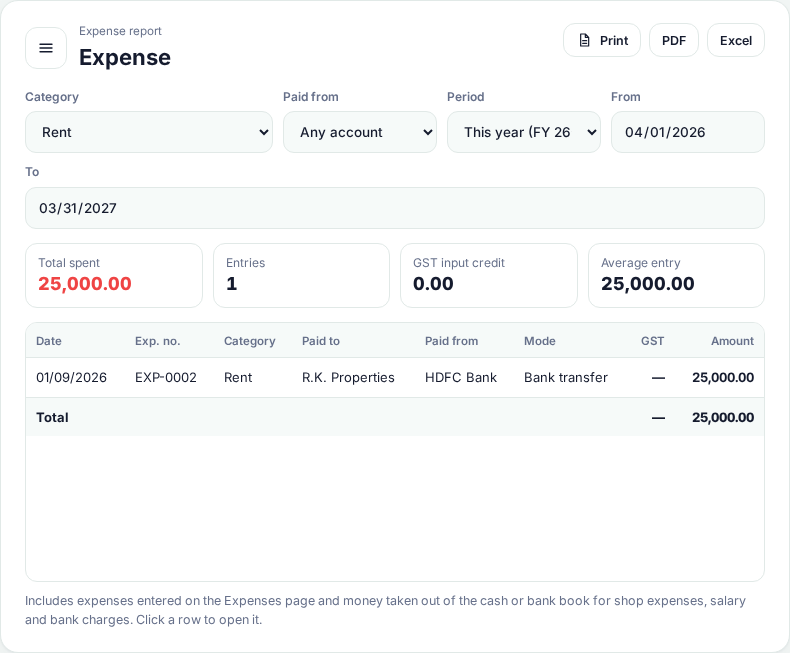 Expense report
Expense
Print
PDF
Excel
Category
Paid from
Period
From
Rent
Any account
This year (FY 26
04/01/2026
To
03/31/2027
Total spent
25,000.00
Entries
1
GST input credit
0.00
Average entry
25,000.00
Date Exp. no. Category Paid to Paid from Mode GST Amount
01/09/2026 EXP-0002 Rent R.K. Properties HDFC Bank Bank transfer — 25,000.00
Total — 25,000.00
Includes expenses entered on the Expenses page and money taken out of the cash or bank book for shop expenses, salary
and bank charges. Click a row to open it.